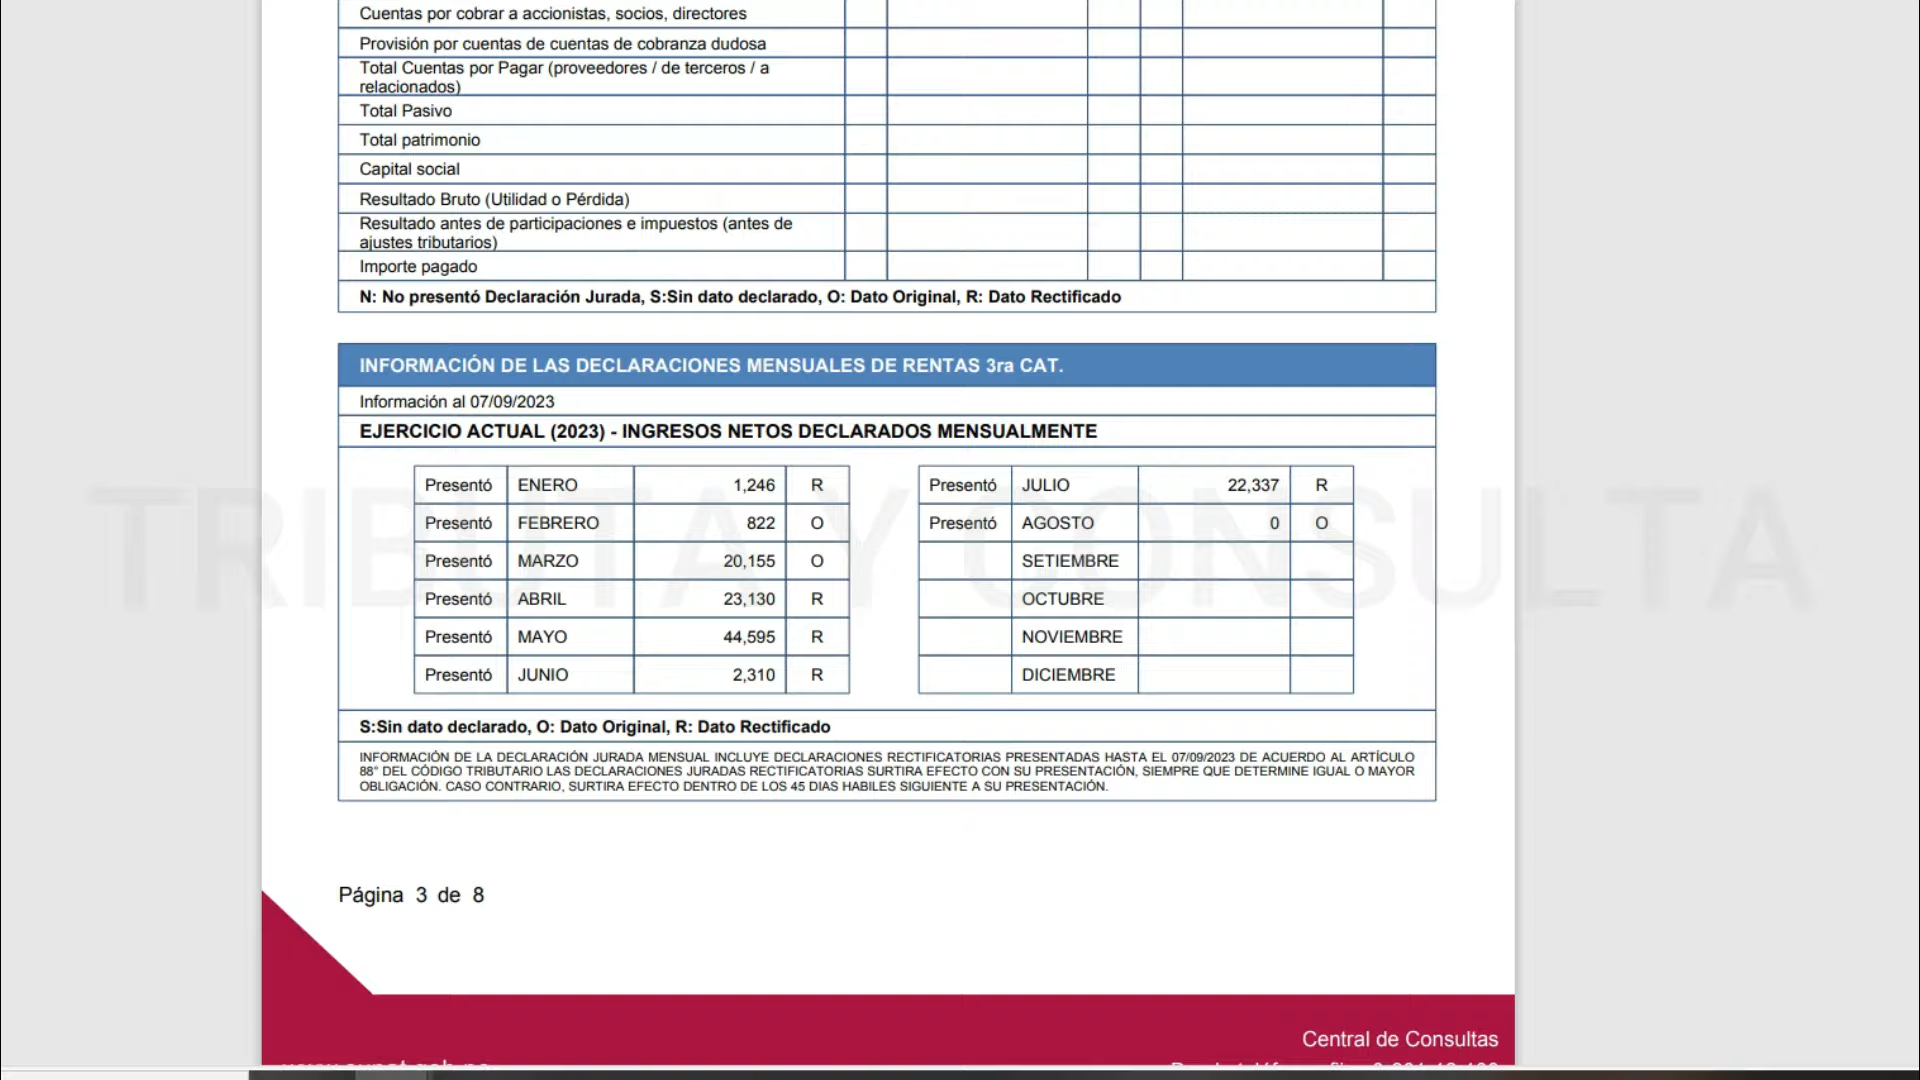 Cuentas por cobrar a accionistas, socios, directores
Provisión por cuentas de cuentas de cobranza dudosa
Total Cuentas por Pagar (proveedores / de terceros / a
relacionados)
Total Pasivo
Total patrimonio
Capital social
Resultado Bruto (Utilidad o Pérdida)
Resultado antes de participaciones e impuestos (antes de
ajustes tributarios)
Importe pagado
N: No presentó Declaración Jurada, S:Sin dato declarado, O: Dato Original, R: Dato Rectificado
INFORMACIÓN DE LAS DECLARACIONES MENSUALES DE RENTAS 3ra CAT.
Información al 07/09/2023
EJERCICIO ACTUAL (2023) - INGRESOS NETOS DECLARADOS MENSUALMENTE
Presentó ENERO 1,246 R
Presentó FEBRERO 822 O
Presentó MARZO 20,155 O
Presentó ABRIL 23,130 R
Presentó MAYO 44,595 R
Presentó JUNIO 2,310 R
Presentó JULIO 22,337 R
Presentó AGOSTO 0 O
SETIEMBRE
OCTUBRE
NOVIEMBRE
DICIEMBRE
TRIBUTA Y CONSULTA
S:Sin dato declarado, O: Dato Original, R: Dato Rectificado
INFORMACIÓN DE LA DECLARACIÓN JURADA MENSUAL INCLUYE DECLARACIONES RECTIFICATORIAS PRESENTADAS HASTA EL 07/09/2023 DE ACUERDO AL ARTÍCULO
88° DEL CÓDIGO TRIBUTARIO LAS DECLARACIONES JURADAS RECTIFICATORIAS SURTIRA EFECTO CON SU PRESENTACIÓN, SIEMPRE QUE DETERMINE IGUAL O MAYOR
OBLIGACIÓN. CASO CONTRARIO, SURTIRA EFECTO DENTRO DE LOS 45 DIAS HABILES SIGUIENTE A SU PRESENTACIÓN.
Página 3 de 8
Central de Consultas